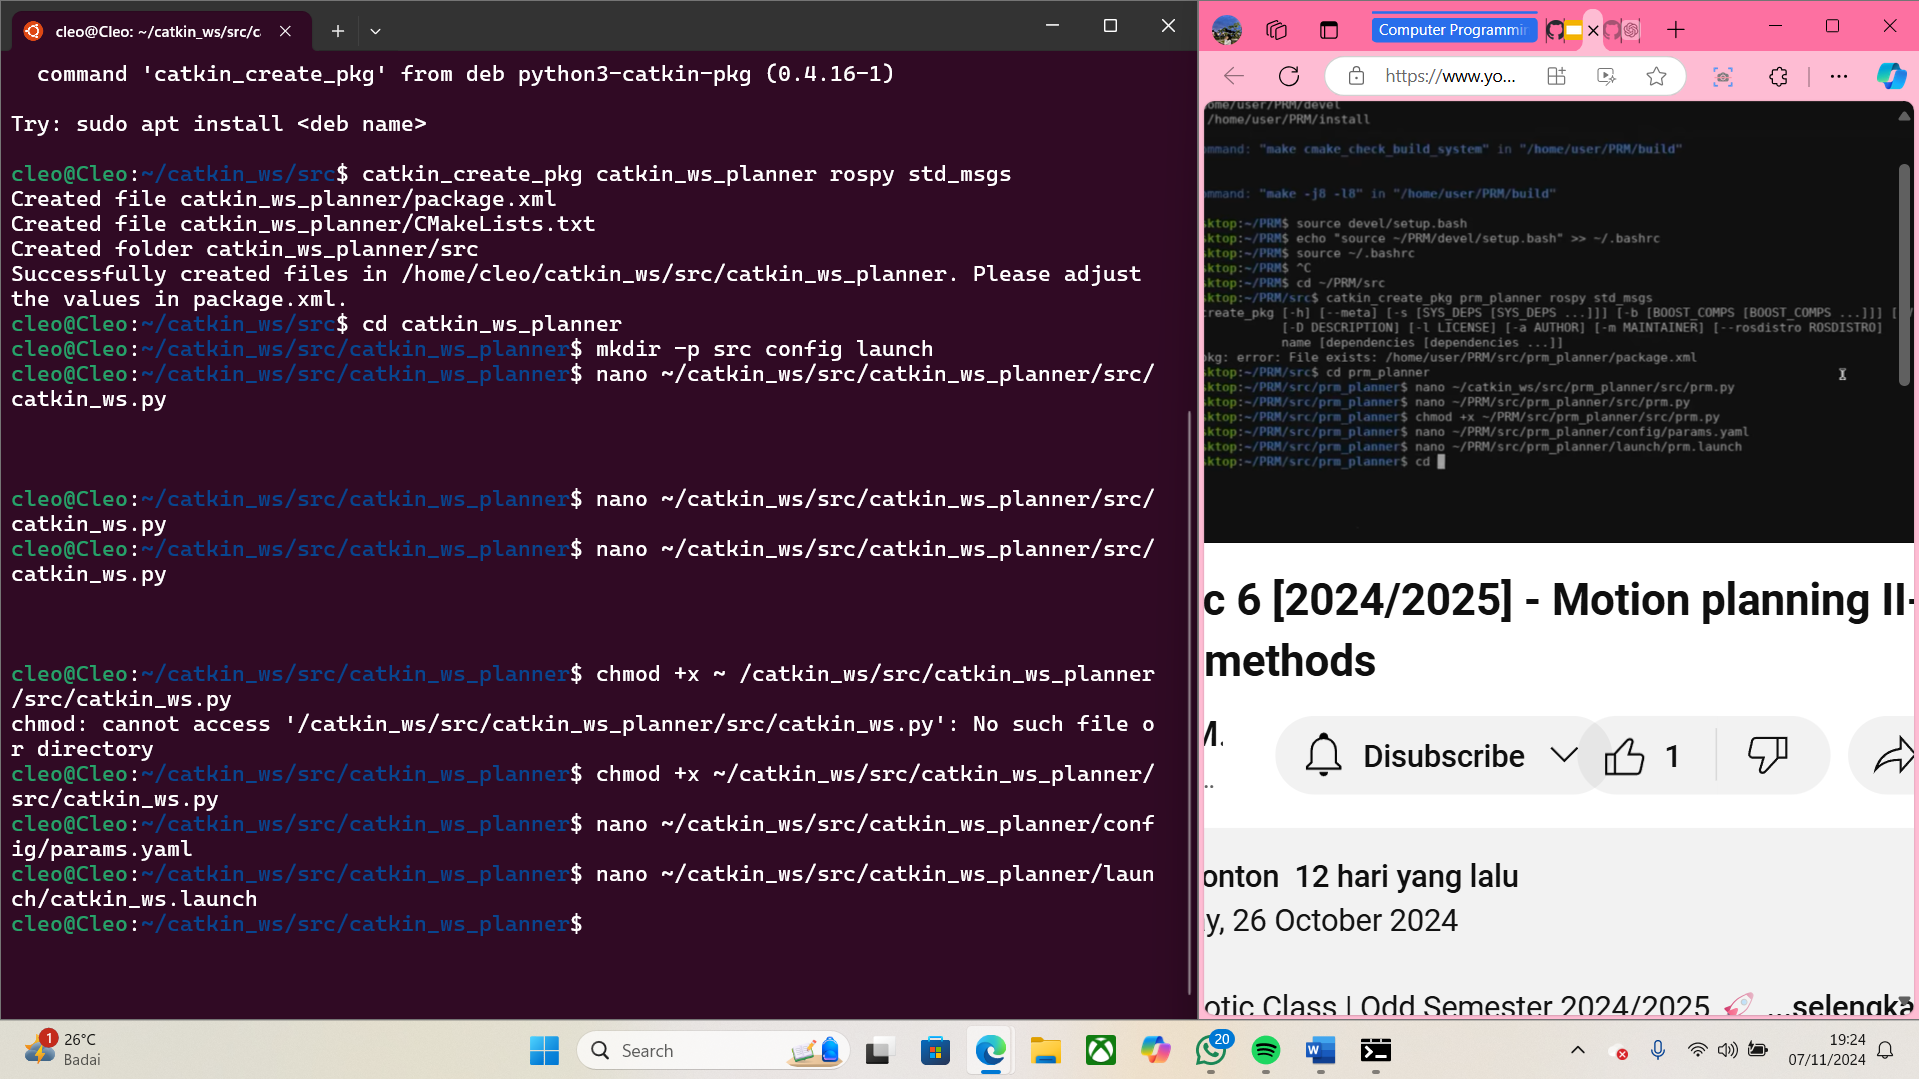 cleo@Cleo: ~/catkin_ws/src/c
command 'catkin_create_pkg' from deb python3-catkin-pkg (0.4.16-1)
Try: sudo apt install <deb name>
cleo@Cleo:~/catkin_ws/src$ catkin_create_pkg catkin_ws_planner rospy std_msgs
Created file catkin_ws_planner/package.xml
Created file catkin_ws_planner/CMakeLists.txt
Created folder catkin_ws_planner/src
Successfully created files in /home/cleo/catkin_ws/src/catkin_ws_planner. Please adjust
the values in package.xml.
cleo@Cleo:~/catkin_ws/src$ cd catkin_ws_planner
cleo@Cleo:~/catkin_ws/src/catkin_ws_planner$ mkdir -p src config launch
cleo@Cleo:~/catkin_ws/src/catkin_ws_planner$ nano ~/catkin_ws/src/catkin_ws_planner/src/
catkin_ws.py
cleo@Cleo:~/catkin_ws/src/catkin_ws_planner$ nano ~/catkin_ws/src/catkin_ws_planner/src/
catkin_ws.py
cleo@Cleo:~/catkin_ws/src/catkin_ws_planner$ nano ~/catkin_ws/src/catkin_ws_planner/src/
catkin_ws.py
cleo@Cleo:~/catkin_ws/src/catkin_ws_planner$ chmod +x ~ /catkin_ws/src/catkin_ws_planner
/src/catkin_ws.py
chmod: cannot access '/catkin_ws/src/catkin_ws_planner/src/catkin_ws.py': No such file o
r directory
cleo@Cleo:~/catkin_ws/src/catkin_ws_planner$ chmod +x ~/catkin_ws/src/catkin_ws_planner/
src/catkin_ws.py
cleo@Cleo:~/catkin_ws/src/catkin_ws_planner$ nano ~/catkin_ws/src/catkin_ws_planner/conf
ig/params.yaml
cleo@Cleo:~/catkin_ws/src/catkin_ws_planner$ nano ~/catkin_ws/src/catkin_ws_planner/laun
ch/catkin_ws.launch
cleo@Cleo:~/catkin_ws/src/catkin_ws_planner$
Computer Programmi
https://www.yo...
ome/user/PRM/devel
/home/user/PRM/install
ommand: "make cmake_check_build_system" in "/home/user/PRM/build"
mmand: "make -j8 -l8" in "/home/user/PRM/build"
ktop:~/PRM$ source devel/setup.bash
ktop:~/PRM$ echo "source ~/PRM/devel/setup.bash" >> ~/.bashrc
ktop:~/PRM$ source ~/.bashrc
ktop:~/PRM$ ^C
ktop:~/PRM$ cd ~/PRM/src
ktop:~/PRM/src$ catkin_create_pkg prm_planner rospy std_msgs
create_pkg [-h] [--meta] [-s [SYS_DEPS [SYS_DEPS ...]]] [-b [BOOST_COMPS [BOOST_COMPS ...]]] [
[-D DESCRIPTION] [-l LICENSE] [-a AUTHOR] [-m MAINTAINER] [--rosdistro ROSDISTRO]
name [dependencies [dependencies ...]]
pkg: error: File exists: /home/user/PRM/src/prm_planner/package.xml
ktop:~/PRM/src$ cd prm_planner
ktop:~/PRM/src/prm_planner$ nano ~/catkin_ws/src/prm_planner/src/prm.py
ktop:~/PRM/src/prm_planner$ nano ~/PRM/src/prm_planner/src/prm.py
ktop:~/PRM/src/prm_planner$ chmod +x ~/PRM/src/prm_planner/src/prm.py
ktop:~/PRM/src/prm_planner$ nano ~/PRM/src/prm_planner/config/params.yaml
ktop:~/PRM/src/prm_planner$ nano ~/PRM/src/prm_planner/launch/prm.launch
ktop:~/PRM/src/prm_planner$ cd
c 6 [2024/2025] - Motion planning II-
methods
M.
..
Disubscribe
1
onton 12 hari yang lalu
y, 26 October 2024
otic Class | Odd Semester 2024/2025 🚀 ...selengka
1
26°C
Badai
Search
20
19:24
07/11/2024